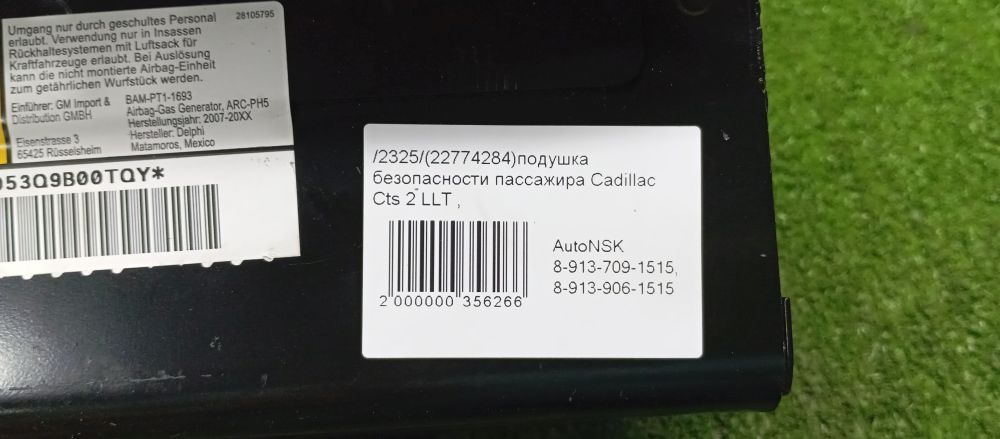 28105795
Umgang nur durch geschultes Personal
erlaubt. Verwendung nur in Insassen
Rückhaltesystemen mit Luftsack für
Kraftfahrzeuge erlaubt. Bei Auslösung
kann die nicht montierte Airbag-Einheit
zum getährlichen Wurfstück werden.
Einführer: GM Import &
Distribution GMBH
Eisenstrasse 3
65425 Rüsselsheim
BAM-PT1-1693
Airbag-Gas Generator, ARC-PH5
Herstellungsjahr: 2007-20XX
Hersteller: Delphi
Matamoros, Mexico
53Q9B00TQY*
/2325/(22774284)подушка
безопасности пассажира Cadillac
Cts 2 LLT ,
2 000000 356266
AutoNSK
8-913-709-1515,
8-913-906-1515